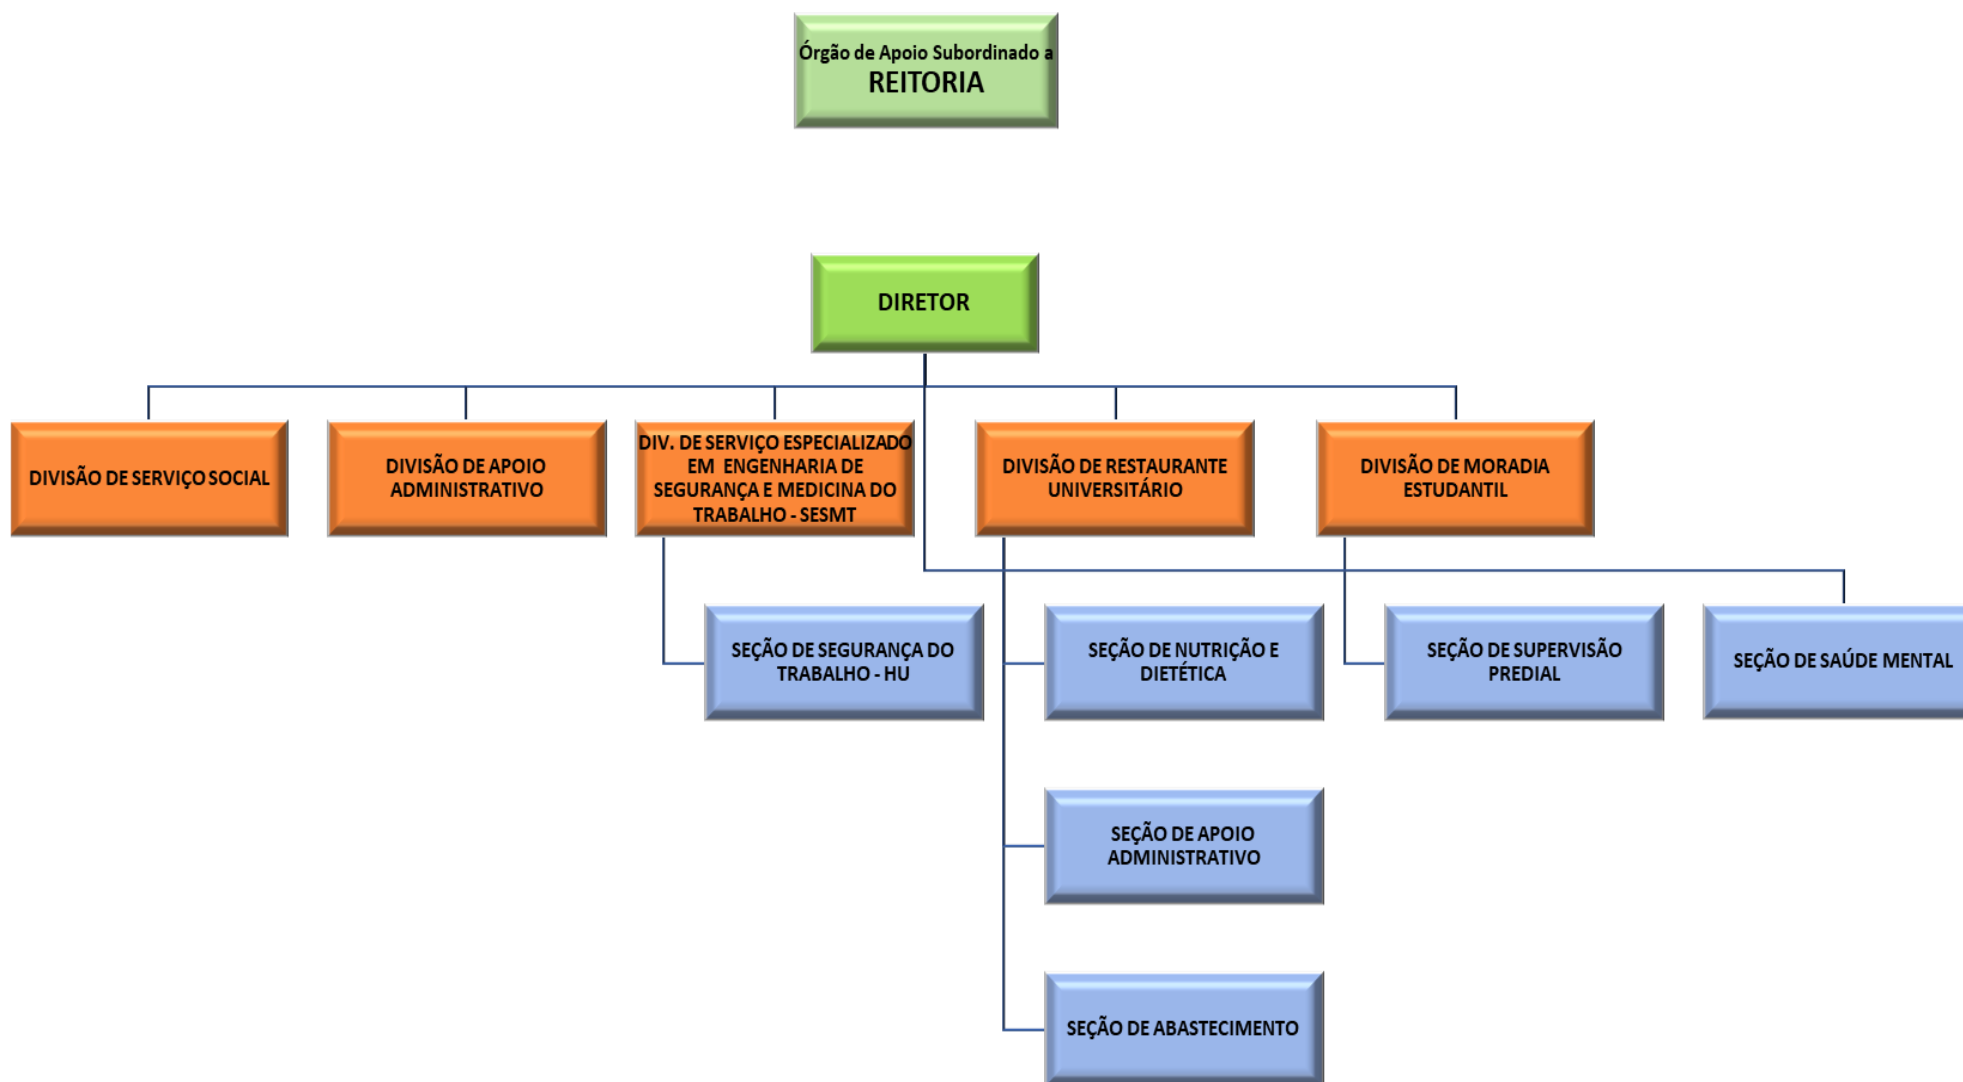 Órgão de Apoio Subordinado a
REITORIA
DIRETOR
DIVISÃO DE SERVIÇO SOCIAL
DIVISÃO DE APOIO
ADMINISTRATIVO
DIV. DE SERVIÇO ESPECIALIZADO
EM ENGENHARIA DE
SEGURANÇA E MEDICINA DO
TRABALHO - SESMT
DIVISÃO DE RESTAURANTE
UNIVERSITÁRIO
DIVISÃO DE MORADIA
ESTUDANTIL
SEÇÃO DE SEGURANÇA DO
TRABALHO - HU
SEÇÃO DE NUTRIÇÃO E
DIETÉTICA
SEÇÃO DE SUPERVISÃO
PREDIAL
SEÇÃO DE SAÚDE MENTAL
SEÇÃO DE APOIO
ADMINISTRATIVO
SEÇÃO DE ABASTECIMENTO